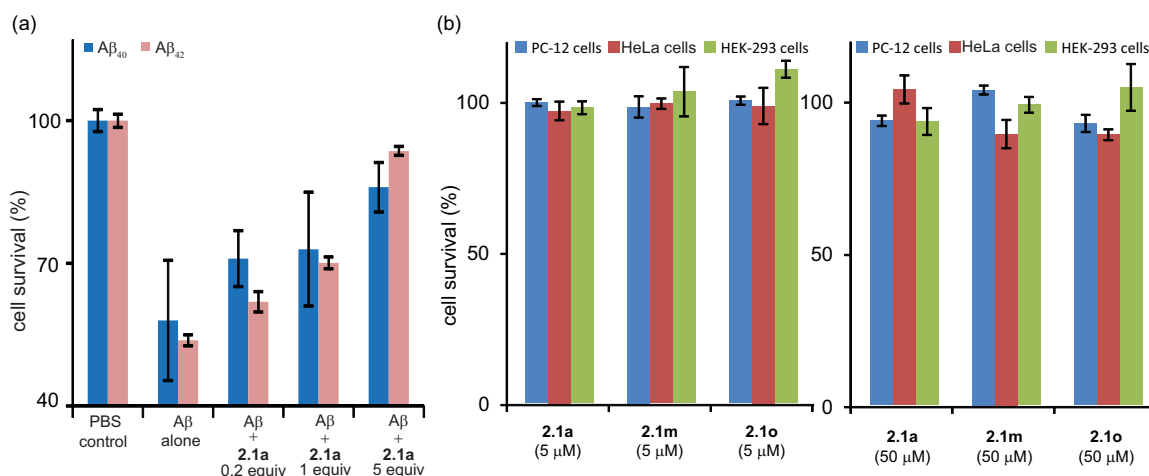 (a)
Aβ40 Aβ42
cell survival (%)
100
70
40
PBS
control
Aβ
alone
Aβ
+
2.1a
0.2 equiv
Aβ
+
2.1a
1 equiv
Aβ
+
2.1a
5 equiv
(b)
PC-12 cells HeLa cells HEK-293 cells
cell survival (%)
100
50
0
2.1a
(5 μM)
2.1m
(5 μM)
2.1o
(5 μM)
PC-12 cells HeLa cells HEK-293 cells
100
50
0
2.1a
(50 μM)
2.1m
(50 μM)
2.1o
(50 μM)